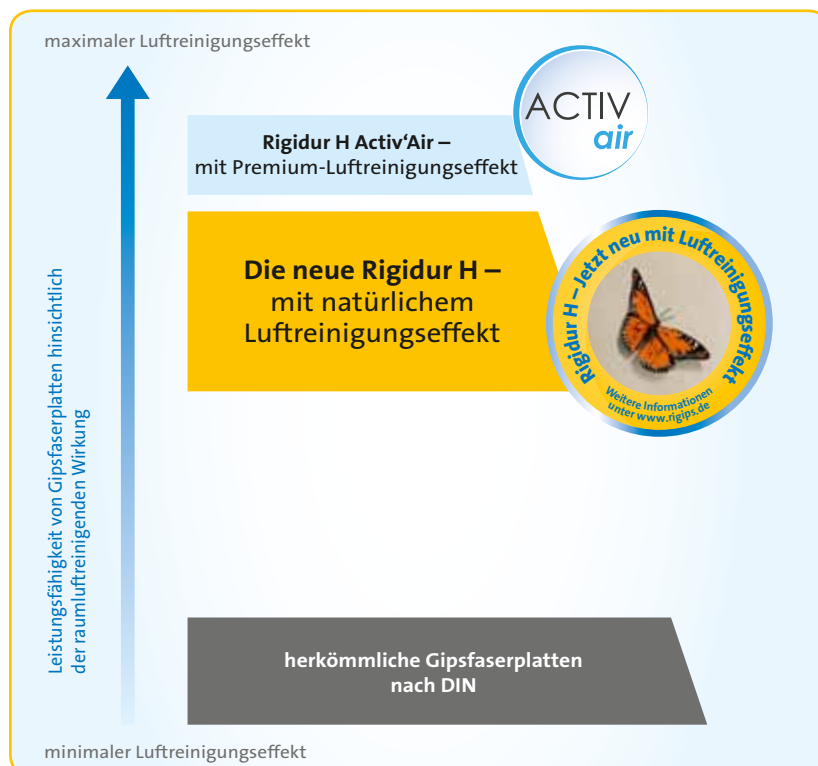 maximaler Luftreinigungseffekt
ACTIV
air
Rigidur H Activ‘Air –
mit Premium-Luftreinigungseffekt
Die neue Rigidur H –
mit natürlichem
Luftreinigungseffekt
Rigidur H – Jetzt neu mit Luftreinigungseffekt
Weitere Informationen
unter www.rigips.de
Leistungsfähigkeit von Gipsfaserplatten hinsichtlich
der raumluftreinigenden Wirkung
herkömmliche Gipsfaserplatten
nach DIN
minimaler Luftreinigungseffekt